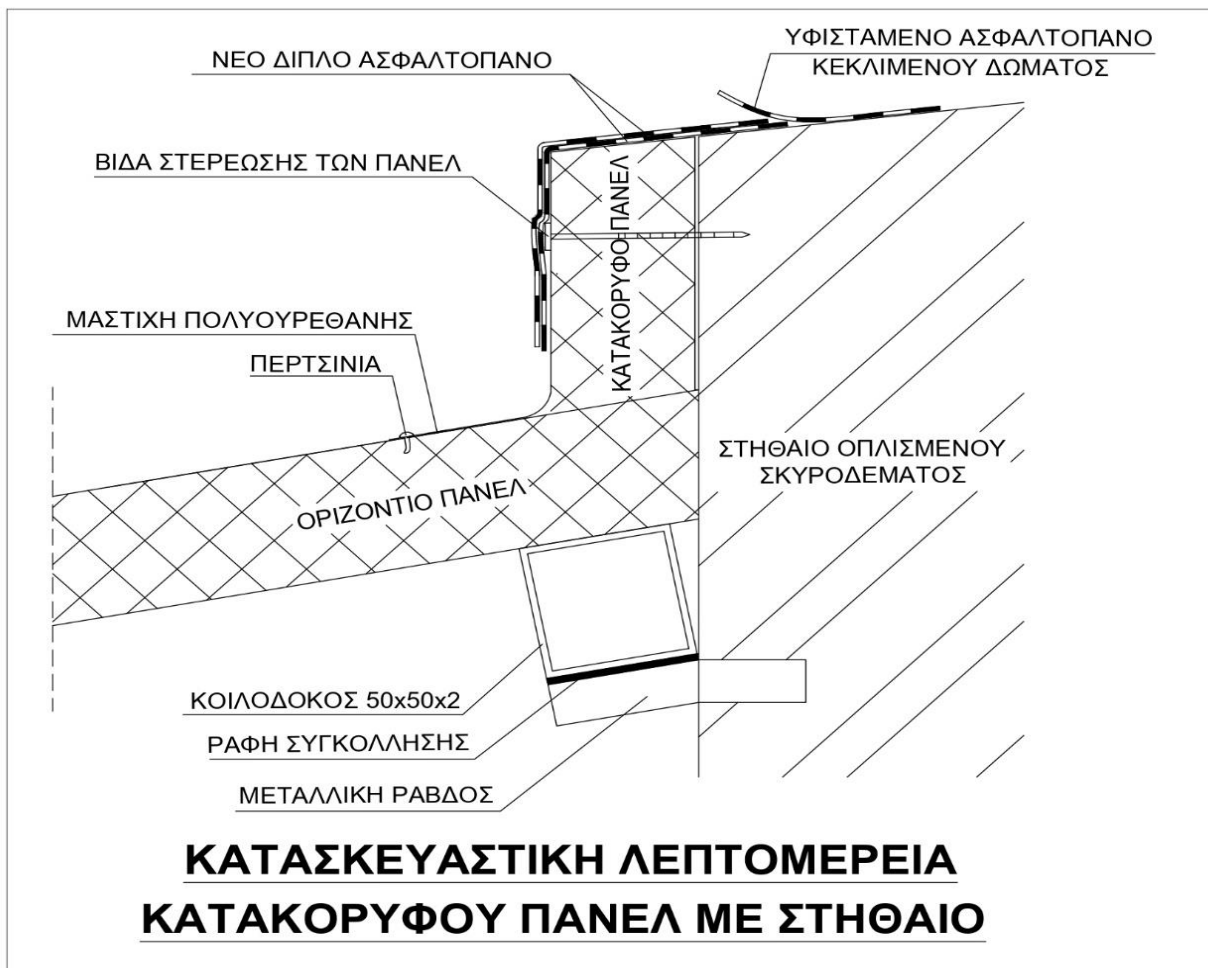 ΝΕΟ ΔΙΠΛΟ ΑΣΦΑΛΤΟΠΑΝΟ
ΥΦΙΣΤΑΜΕΝΟ ΑΣΦΑΛΤΟΠΑΝΟ
ΚΕΚΛΙΜΕΝΟΥ ΔΩΜΑΤΟΣ
ΒΙΔΑ ΣΤΕΡΕΩΣΗΣ ΤΩΝ ΠΑΝΕΛ
ΚΑΤΑΚΟΡΥΦΟ ΠΑΝΕΛ
ΜΑΣΤΙΧΗ ΠΟΛΥΟΥΡΕΘΑΝΗΣ
ΠΕΡΤΣΙΝΙΑ
ΣΤΗΘΑΙΟ ΟΠΛΙΣΜΕΝΟΥ
ΣΚΥΡΟΔΕΜΑΤΟΣ
ΟΡΙΖΟΝΤΙΟ ΠΑΝΕΛ
ΚΟΙΛΟΔΟΚΟΣ 50x50x2
ΡΑΦΗ ΣΥΓΚΟΛΛΗΣΗΣ
ΜΕΤΑΛΛΙΚΗ ΡΑΒΔΟΣ
ΚΑΤΑΣΚΕΥΑΣΤΙΚΗ ΛΕΠΤΟΜΕΡΕΙΑ
ΚΑΤΑΚΟΡΥΦΟΥ ΠΑΝΕΛ ΜΕ ΣΤΗΘΑΙΟ